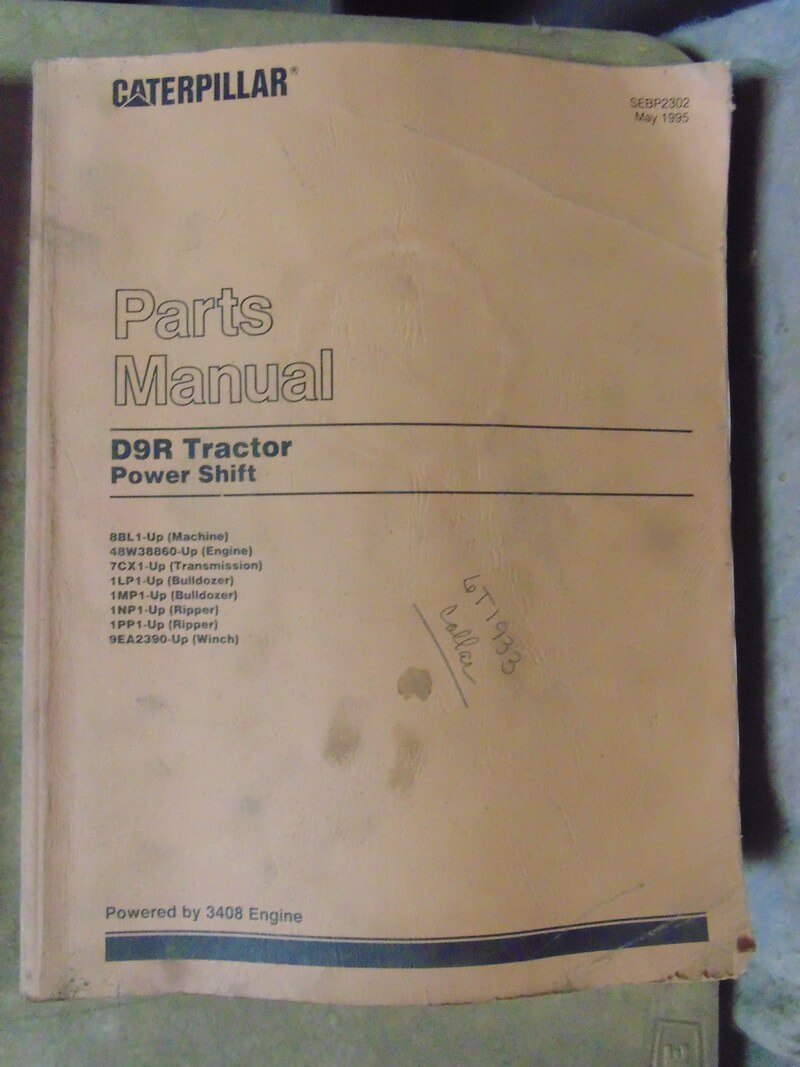 CATERPILLAR®
SEBP2302
May 1995
Parts
Manual
D9R Tractor
Power Shift
8BL1-Up (Machine)
48W38860-Up (Engine)
7CX1-Up (Transmission)
1LP1-Up (Bulldozer)
1MP1-Up (Bulldozer)
1NP1-Up (Ripper)
1PP1-Up (Ripper)
9EA2390-Up (Winch)
6T1933
Collar
Powered by 3408 Engine